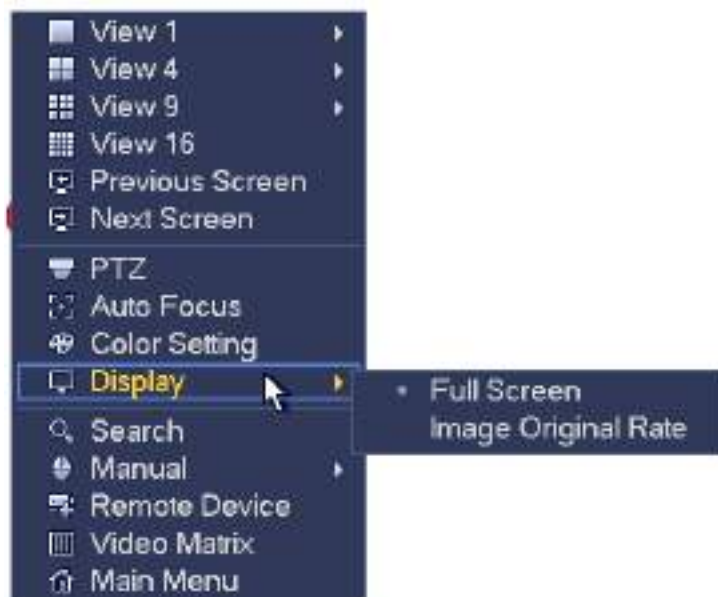 View 1
View 4
View 9
View 16
Previous Screen
Next Screen
PTZ
Auto Focus
Color Setting
Display
Full Screen
Image Original Rate
Search
Manual
Remote Device
Video Matrix
Main Menu